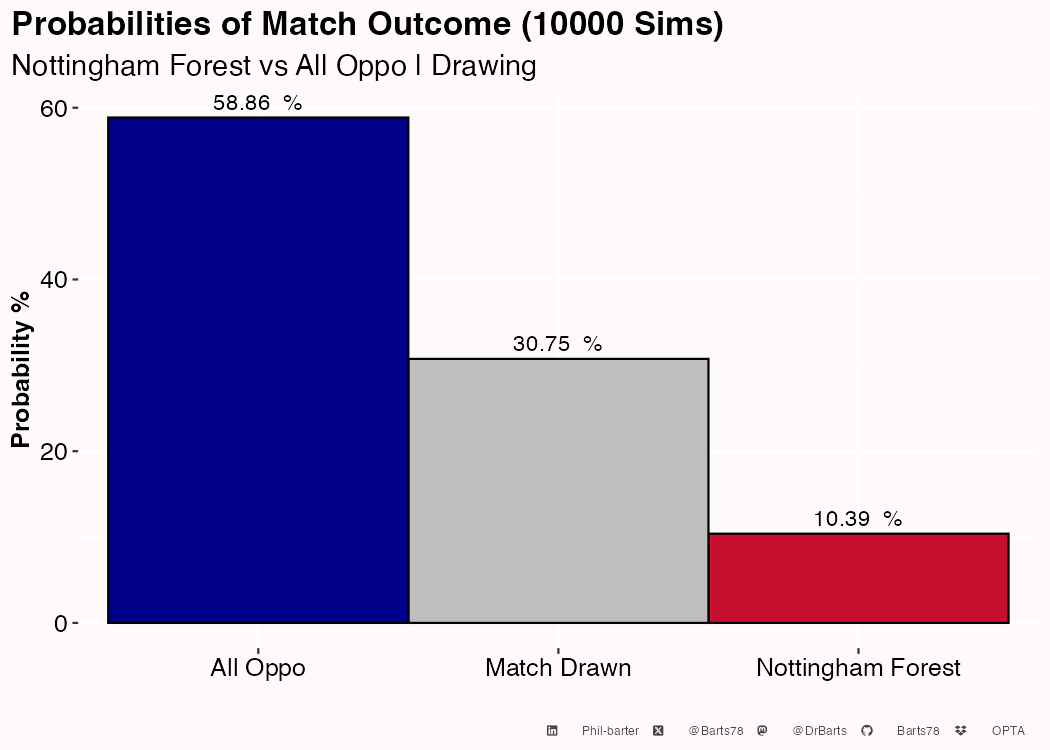 Probabilities of Match Outcome (10000 Sims)
Nottingham Forest vs All Oppo | Drawing
Probability %
60
40
20
0
58.86 %
30.75 %
10.39 %
All Oppo
Match Drawn
Nottingham Forest
Phil-barter @Barts78 @DrBarts Barts78 OPTA